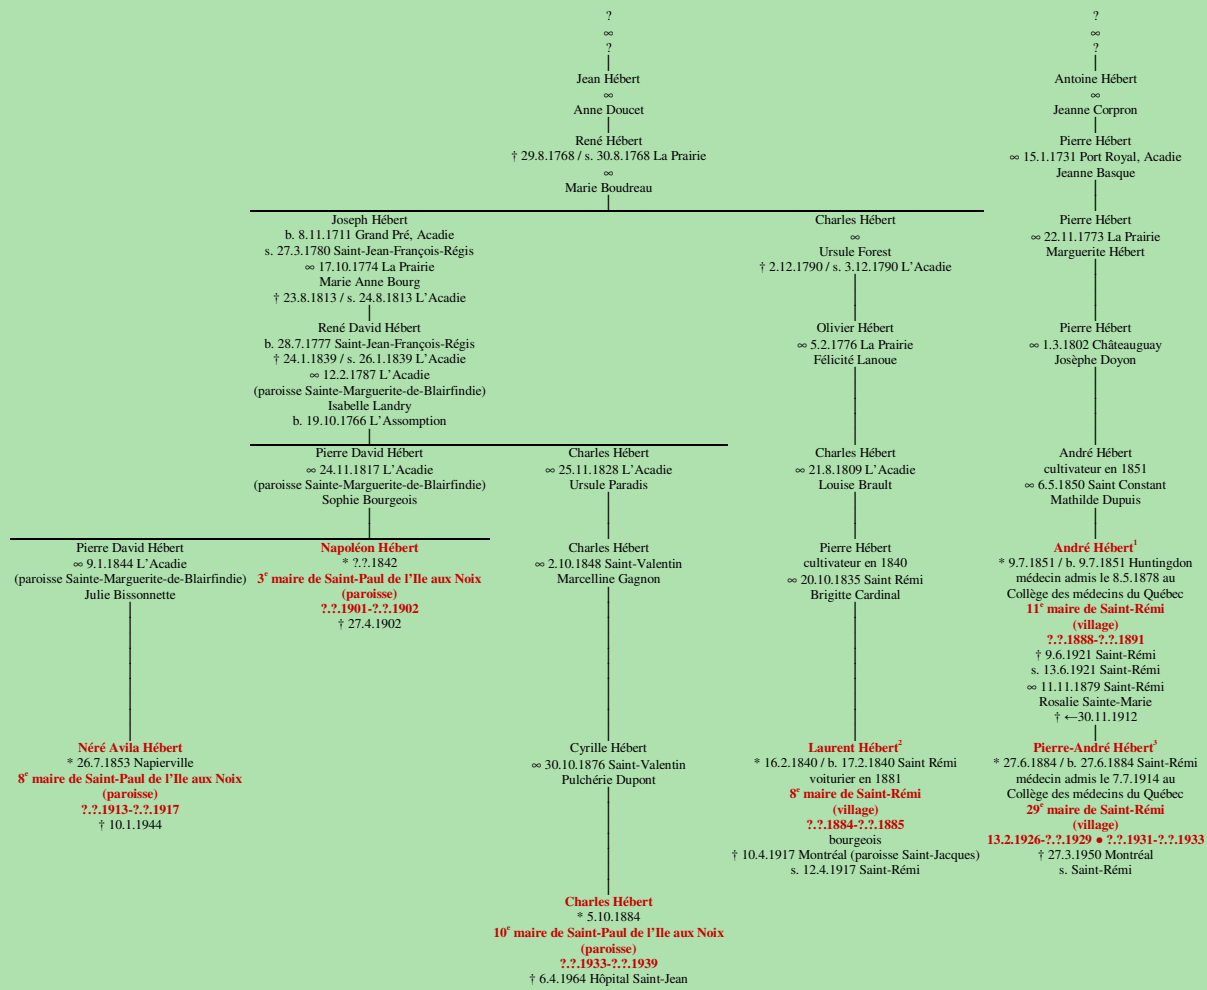 ?
∞
?
Jean Hébert
∞
Anne Doucet
René Hébert
† 29.8.1768 / s. 30.8.1768 La Prairie
∞
Marie Boudreau
?
∞
?
Antoine Hébert
∞
Jeanne Corpron
Pierre Hébert
∞ 15.1.1731 Port Royal, Acadie
Jeanne Basque
Joseph Hébert
b. 8.11.1711 Grand Pré, Acadie
s. 27.3.1780 Saint-Jean-François-Régis
∞ 17.10.1774 La Prairie
Marie Anne Bourg
† 23.8.1813 / s. 24.8.1813 L’Acadie
Charles Hébert
∞
Ursule Forest
† 2.12.1790 / s. 3.12.1790 L’Acadie
Pierre Hébert
∞ 22.11.1773 La Prairie
Marguerite Hébert
René David Hébert
b. 28.7.1777 Saint-Jean-François-Régis
† 24.1.1839 / s. 26.1.1839 L’Acadie
∞ 12.2.1787 L’Acadie
(paroisse Sainte-Marguerite-de-Blairfindie)
Isabelle Landry
b. 19.10.1766 L’Assomption
Olivier Hébert
∞ 5.2.1776 La Prairie
Félicité Lanoue
Pierre Hébert
∞ 1.3.1802 Châteauguay
Josèphe Doyon
Pierre David Hébert
∞ 24.11.1817 L’Acadie
(paroisse Sainte-Marguerite-de-Blairfindie)
Sophie Bourgeois
Charles Hébert
∞ 25.11.1828 L’Acadie
Ursule Paradis
Charles Hébert
∞ 21.8.1809 L’Acadie
Louise Brault
André Hébert
cultivateur en 1851
∞ 6.5.1850 Saint Constant
Mathilde Dupuis
Pierre David Hébert
∞ 9.1.1844 L’Acadie
(paroisse Sainte-Marguerite-de-Blairfindie)
Julie Bissonnette
Napoléon Hébert
* ?.?.1842
3e maire de Saint-Paul de l’Ile aux Noix
(paroisse)
?.?.1901-?.?.1902
† 27.4.1902
Charles Hébert
∞ 2.10.1848 Saint-Valentin
Marcelline Gagnon
Pierre Hébert
cultivateur en 1840
∞ 20.10.1835 Saint Rémi
Brigitte Cardinal
André Hébert1
* 9.7.1851 / b. 9.7.1851 Huntingdon
médecin admis le 8.5.1878 au
Collège des médecins du Québec
11e maire de Saint-Rémi
(village)
?.?.1888-?.?.1891
† 9.6.1921 Saint-Rémi
s. 13.6.1921 Saint-Rémi
∞ 11.11.1879 Saint-Rémi
Rosalie Sainte-Marie
† ←30.11.1912
Néré Avila Hébert
* 26.7.1853 Napierville
8e maire de Saint-Paul de l’Ile aux Noix
(paroisse)
?.?.1913-?.?.1917
† 10.1.1944
Cyrille Hébert
∞ 30.10.1876 Saint-Valentin
Pulchérie Dupont
Laurent Hébert2
* 16.2.1840 / b. 17.2.1840 Saint Rémi
voiturier en 1881
8e maire de Saint-Rémi
(village)
?.?.1884-?.?.1885
bourgeois
† 10.4.1917 Montréal (paroisse Saint-Jacques)
s. 12.4.1917 Saint-Rémi
Pierre-André Hébert3
* 27.6.1884 / b. 27.6.1884 Saint-Rémi
médecin admis le 7.7.1914 au
Collège des médecins du Québec
29e maire de Saint-Rémi
(village)
13.2.1926-?.?.1929 ● ?.?.1931-?.?.1933
† 27.3.1950 Montréal
s. Saint-Rémi
Charles Hébert
* 5.10.1884
10e maire de Saint-Paul de l’Ile aux Noix
(paroisse)
?.?.1933-?.?.1939
† 6.4.1964 Hôpital Saint-Jean